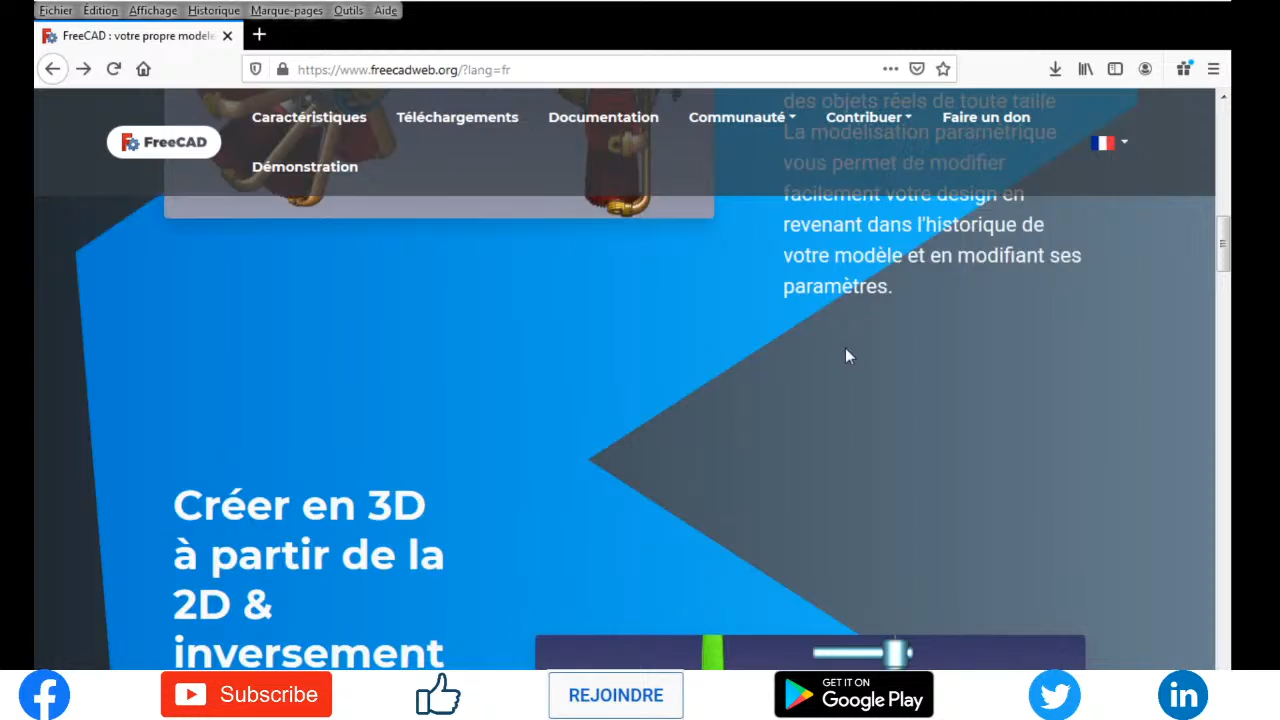 Fichier Édition Affichage Historique Marque-pages Outils Aide
FreeCAD : votre propre modele
https://www.freecadweb.org/?lang=fr
FreeCAD
Caractéristiques Téléchargements Documentation Communauté Contribuer Faire un don
Démonstration
des objets réels de toute taille
La modélisation paramétrique
vous permet de modifier
facilement votre design en
revenant dans l'historique de
votre modèle et en modifiant ses
paramètres.
Créer en 3D
à partir de la
2D &
inversement
Subscribe
REJOINDRE
GET IT ON
Google Play
in